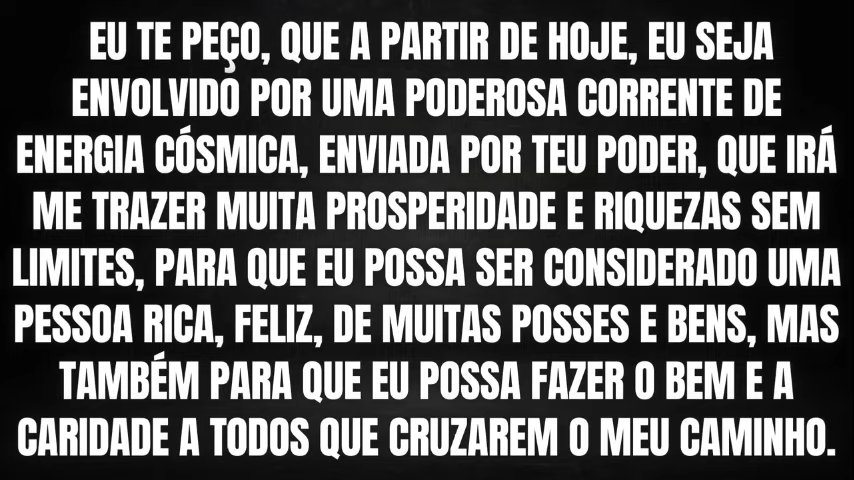 EU TE PEÇO, QUE A PARTIR DE HOJE, EU SEJA
ENVOLVIDO POR UMA PODEROSA CORRENTE DE
ENERGIA CÓSMICA, ENVIADA POR TEU PODER, QUE IRÁ
ME TRAZER MUITA PROSPERIDADE E RIQUEZAS SEM
LIMITES, PARA QUE EU POSSA SER CONSIDERADO UMA
PESSOA RICA, FELIZ, DE MUITAS POSSES E BENS, MAS
TAMBÉM PARA QUE EU POSSA FAZER O BEM E A
CARIDADE A TODOS QUE CRUZAREM O MEU CAMINHO.